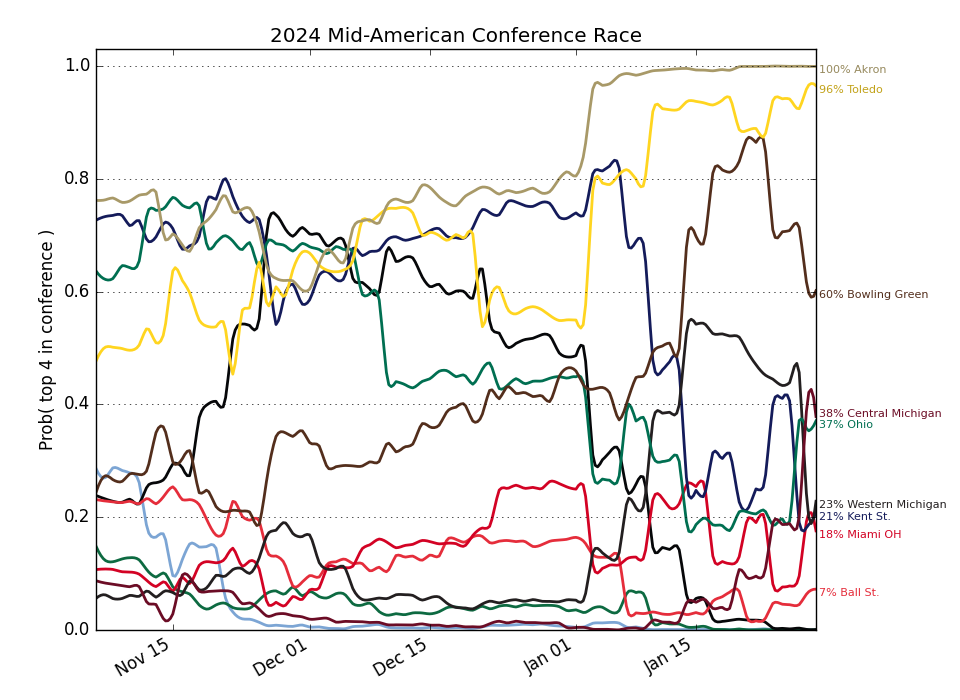 2024 Mid-American Conference Race
Prob( top 4 in conference )
1.0
0.8
0.6
0.4
0.2
0.0
Nov 15
Dec 01
Dec 15
Jan 01
Jan 15
100% Akron
96% Toledo
60% Bowling Green
38% Central Michigan
37% Ohio
23% Western Michigan
21% Kent St.
18% Miami OH
7% Ball St.